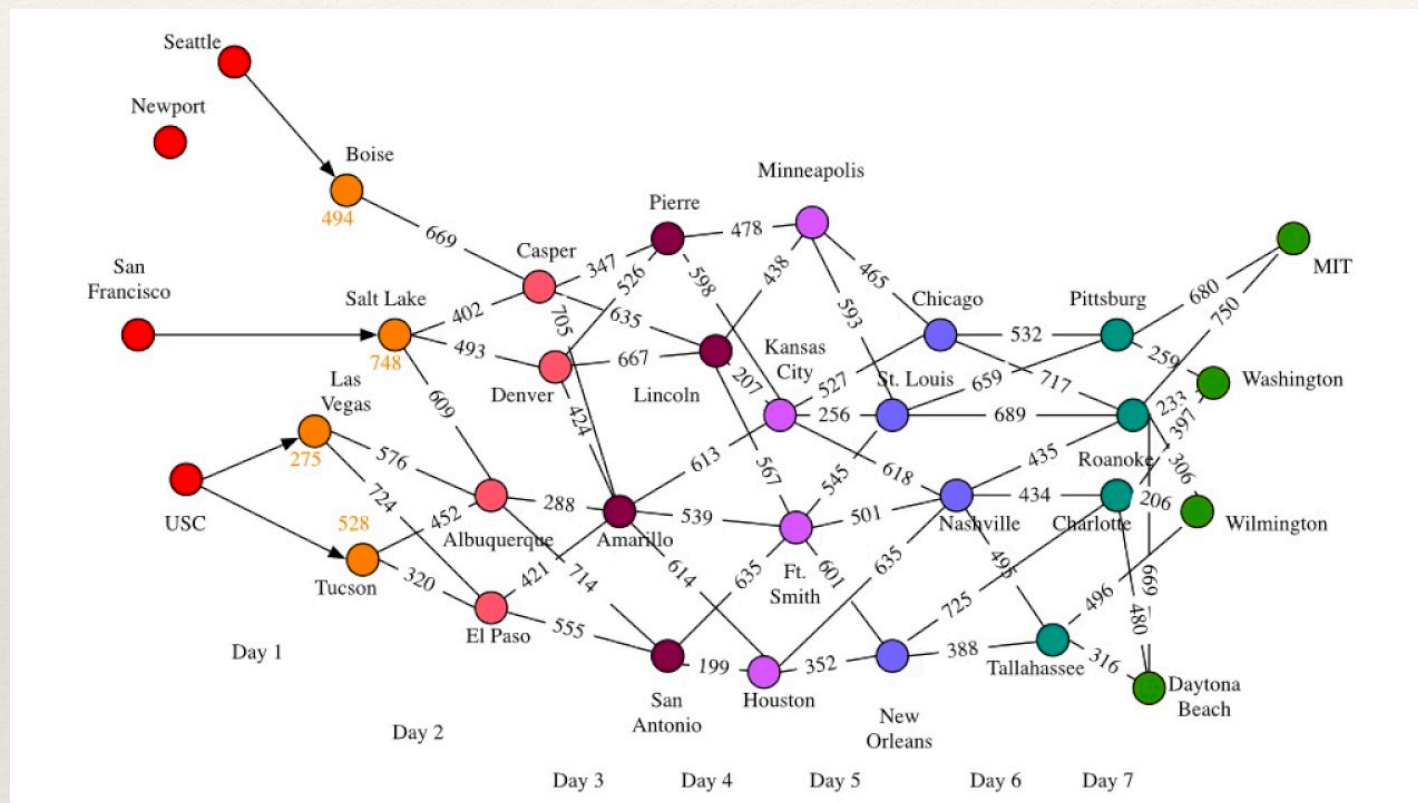 Seattle
Newport
Boise
494
Minneapolis
Pierre
478
669
Casper
347
526
465
438
598
San
Francisco
Salt Lake
748
402
705
635
593
Chicago
Pittsburg
MIT
680
750
493
532
Kansas
City
259
Las
Vegas
275
Denver
667
Lincoln
207
527
St. Louis
659
717
Washington
609
424
256
689
233
397
576
613
567
618
435
Roanoke
306
USC
724
545
528
452
Albuquerque
288
Amarillo
539
501
Nashville
434
Charlotte
206
Wilmington
Tucson
320
421
714
614
635
Ft.
Smith
601
635
495
669
El Paso
555
725
496
480
Day 1
199
352
388
Tallahassee
316
San
Antonio
Houston
New
Orleans
Daytona
Beach
Day 2
Day 3
Day 4
Day 5
Day 6
Day 7